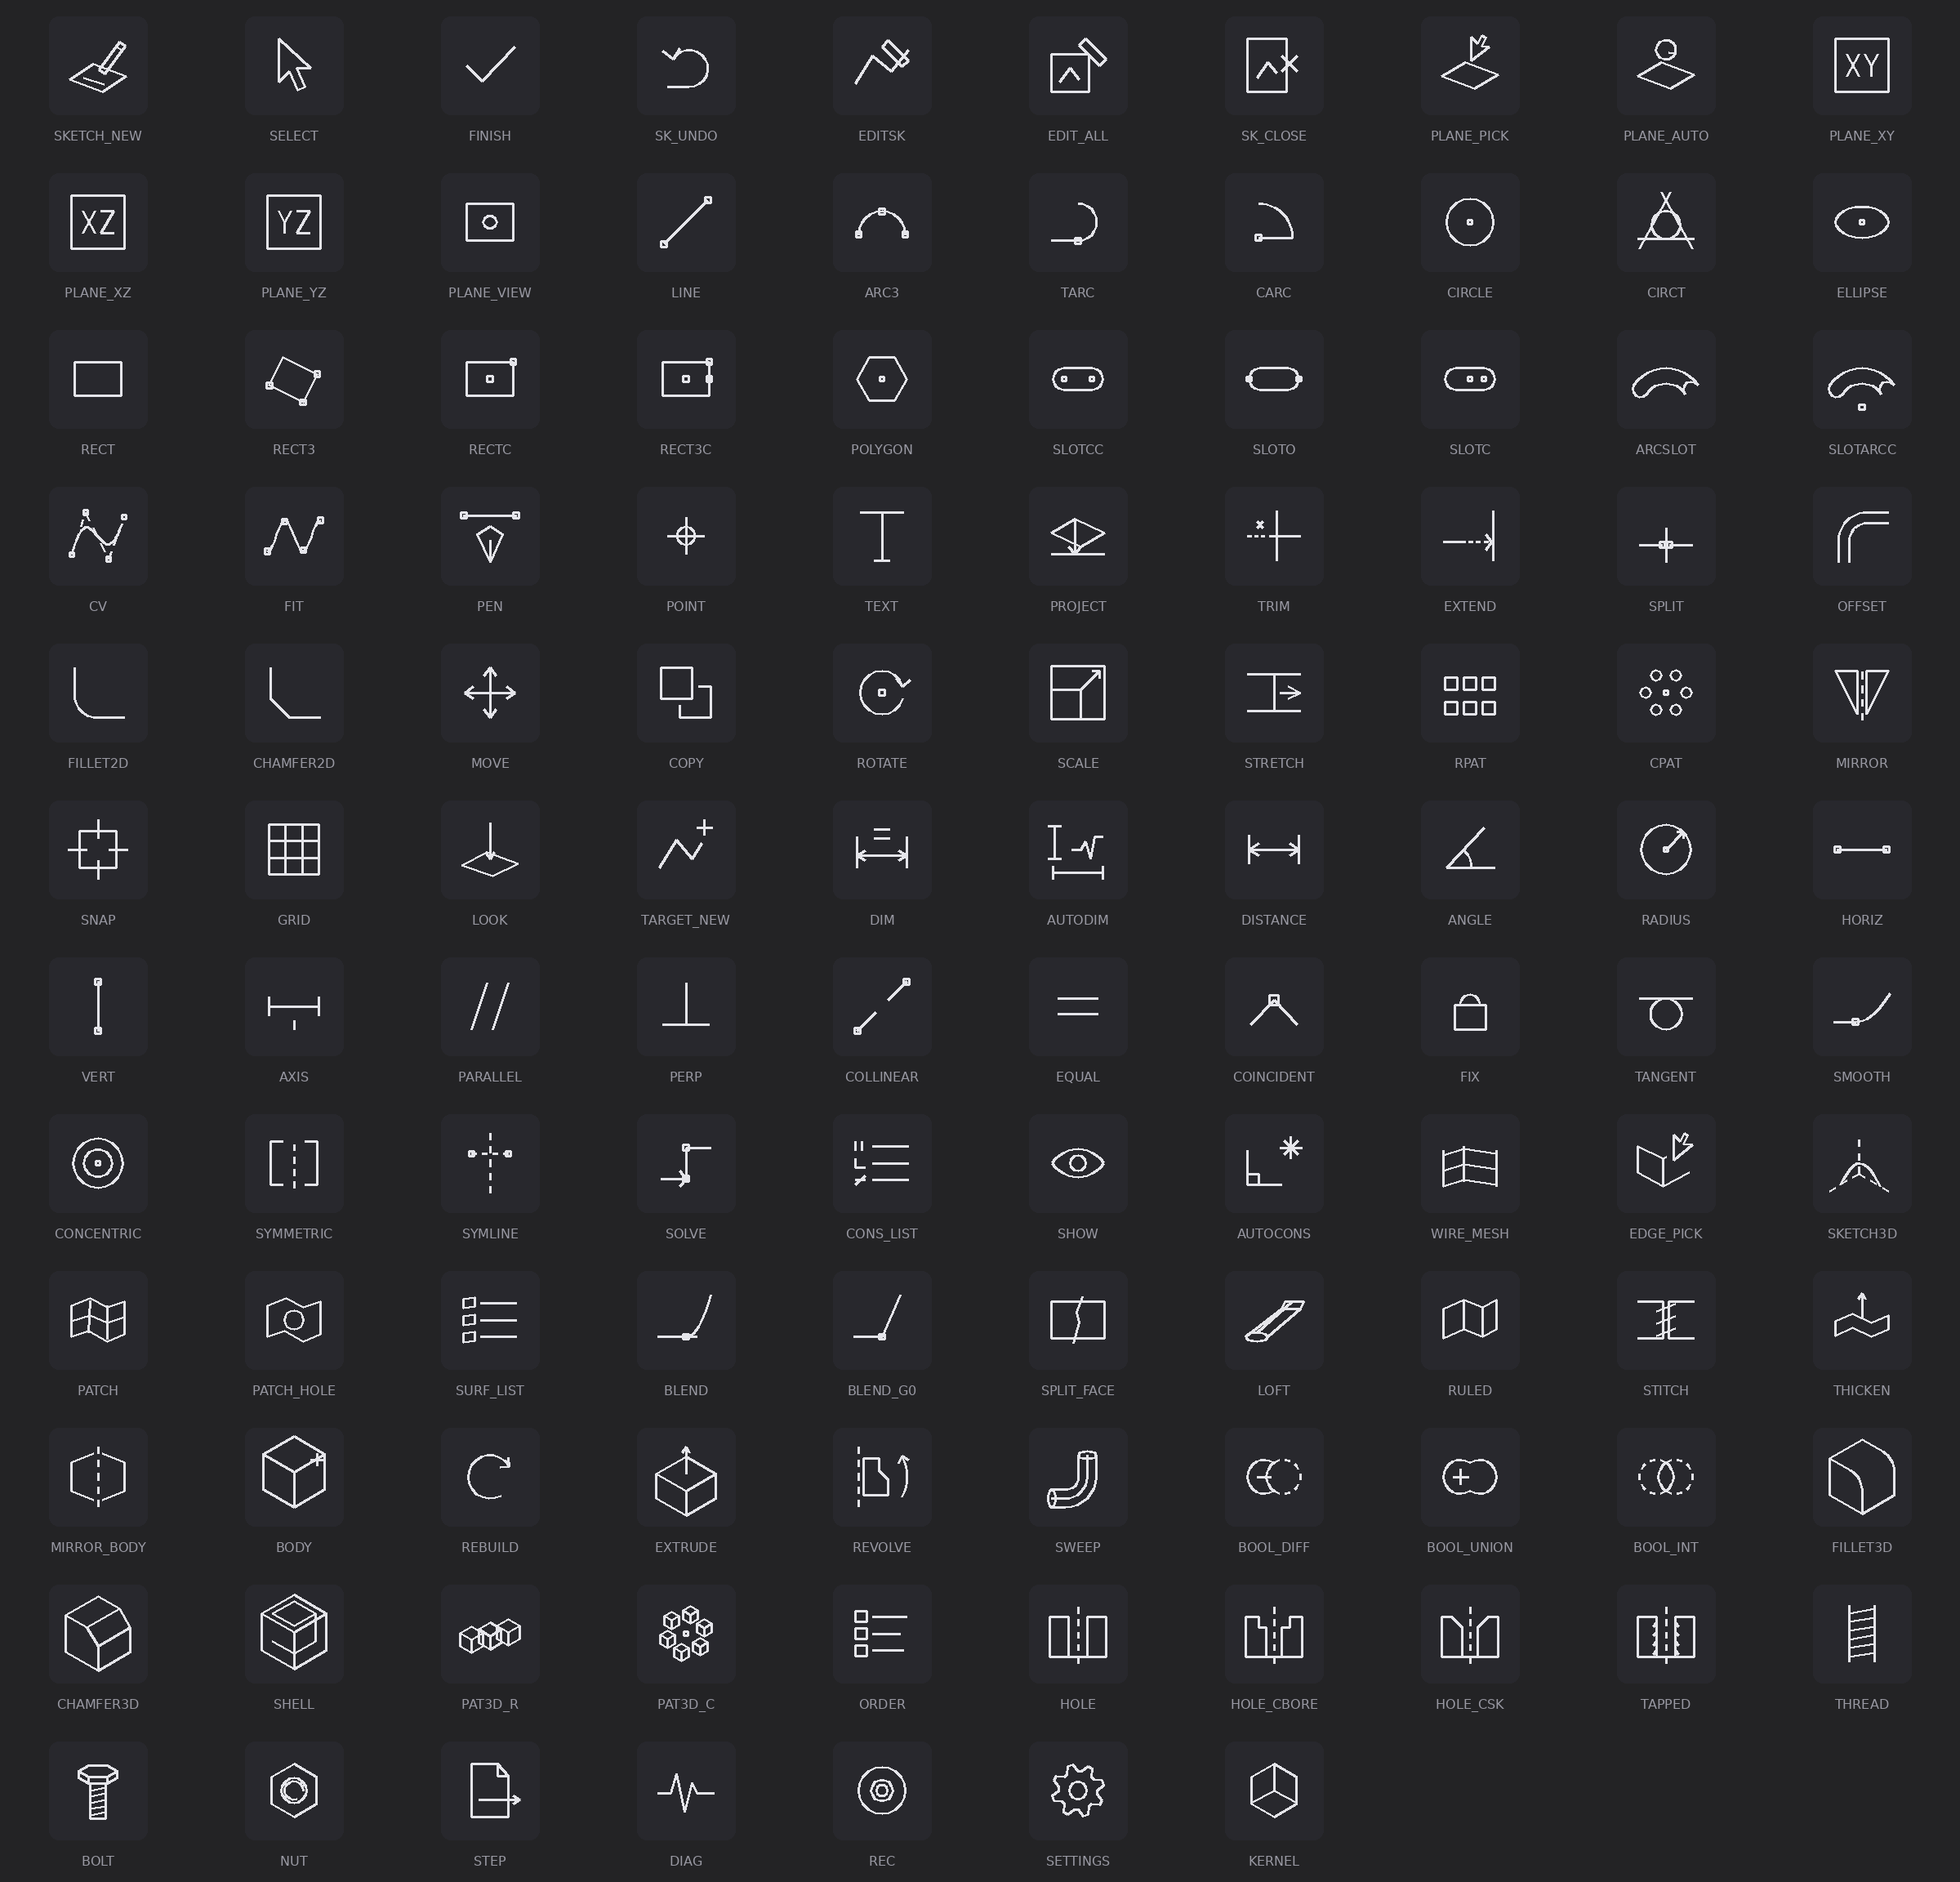 XY
SKETCH_NEW SELECT FINISH SK_UNDO EDITSK EDIT_ALL SK_CLOSE PLANE_PICK PLANE_AUTO PLANE_XY
XZ YZ
PLANE_XZ PLANE_YZ PLANE_VIEW LINE ARC3 TARC CARC CIRCLE CIRCT ELLIPSE
RECT RECT3 RECTC RECT3C POLYGON SLOTCC SLOTO SLOTC ARCSLOT SLOTARCC
CV FIT PEN POINT TEXT PROJECT TRIM EXTEND SPLIT OFFSET
FILLET2D CHAMFER2D MOVE COPY ROTATE SCALE STRETCH RPAT CPAT MIRROR
SNAP GRID LOOK TARGET_NEW DIM AUTODIM DISTANCE ANGLE RADIUS HORIZ
VERT AXIS PARALLEL PERP COLLINEAR EQUAL COINCIDENT FIX TANGENT SMOOTH
CONCENTRIC SYMMETRIC SYMLINE SOLVE CONS_LIST SHOW AUTOCONS WIRE_MESH EDGE_PICK SKETCH3D
PATCH PATCH_HOLE SURF_LIST BLEND BLEND_G0 SPLIT_FACE LOFT RULED STITCH THICKEN
MIRROR_BODY BODY REBUILD EXTRUDE REVOLVE SWEEP BOOL_DIFF BOOL_UNION BOOL_INT FILLET3D
CHAMFER3D SHELL PAT3D_R PAT3D_C ORDER HOLE HOLE_CBORE HOLE_CSK TAPPED THREAD
BOLT NUT STEP DIAG REC SETTINGS KERNEL